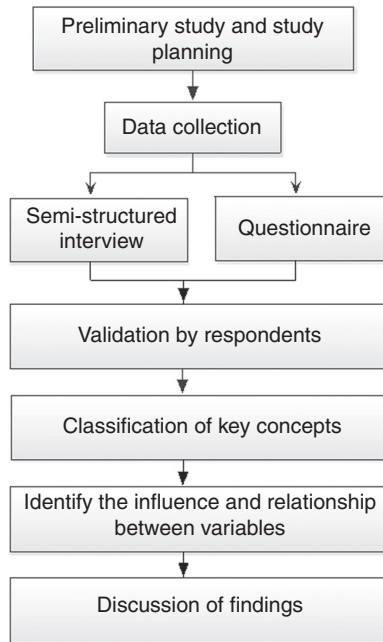 Preliminary study and study
planning
Data collection
Semi-structured
interview
Questionnaire
Validation by respondents
Classification of key concepts
Identify the influence and relationship
between variables
Discussion of findings